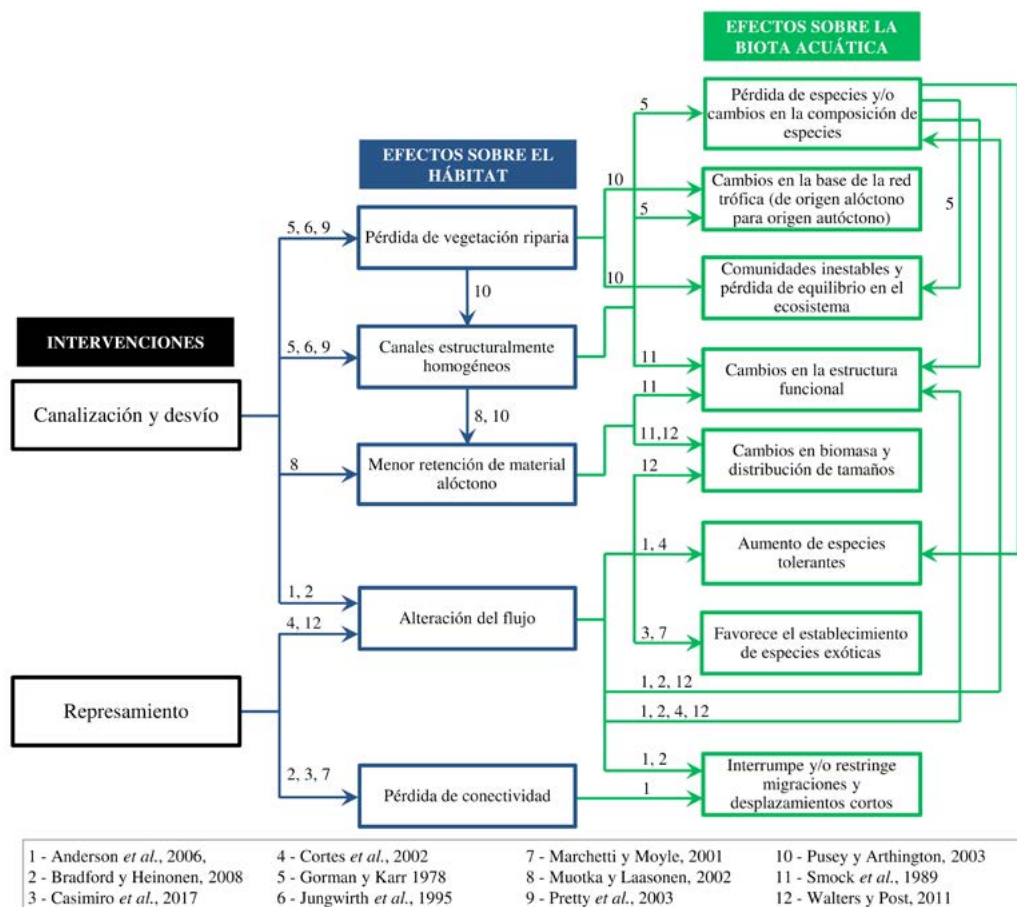 EFECTOS SOBRE LA
BIOTA ACUÁTICA
Pérdida de especies y/o
cambios en la composición de
especies
5
EFECTOS SOBRE EL
HÁBITAT
10
Cambios en la base de la red
trófica (de origen alóctono
para origen autóctono)
5
5
5, 6, 9
Pérdida de vegetación riparia
10
10
Comunidades inestables y
pérdida de equilibrio en el
ecosistema
INTERVENCIONES
5, 6, 9
Canales estructuralmente
homogéneos
11
Cambios en la estructura
funcional
11
Canalización y desvío
8, 10
11,12
Cambios en biomasa y
distribución de tamaños
8
Menor retención de material
alóctono
12
1, 4
Aumento de especies
tolerantes
1, 2
4, 12
Alteración del flujo
3, 7
Favorece el establecimiento
de especies exóticas
1, 2, 12
Represamiento
1, 2, 4, 12
2, 3, 7
Pérdida de conectividad
1, 2
1
Interrumpe y/o restringe
migraciones y
desplazamientos cortos
1 - Anderson et al., 2006,
2 - Bradford y Heinonen, 2008
3 - Casimiro et al., 2017
4 - Cortes et al., 2002
5 - Gorman y Karr 1978
6 - Jungwirth et al., 1995
7 - Marchetti y Moyle, 2001
8 - Muotka y Laasonen, 2002
9 - Pretty et al., 2003
10 - Pusey y Arthington, 2003
11 - Smock et al., 1989
12 - Walters y Post, 2011